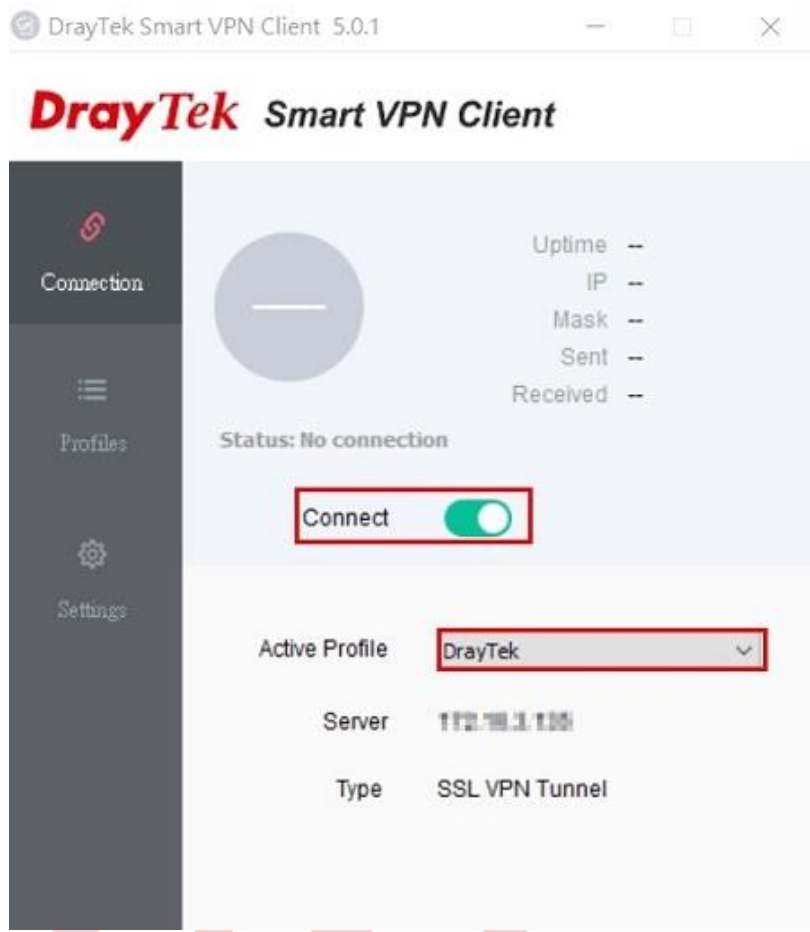 DrayTek Smart VPN Client 5.0.1
DrayTek Smart VPN Client
Connection
Profiles
Settings
Uptime --
IP --
Mask --
Sent --
Received --
Status: No connection
Connect
Active Profile DrayTek
Server
Type SSL VPN Tunnel